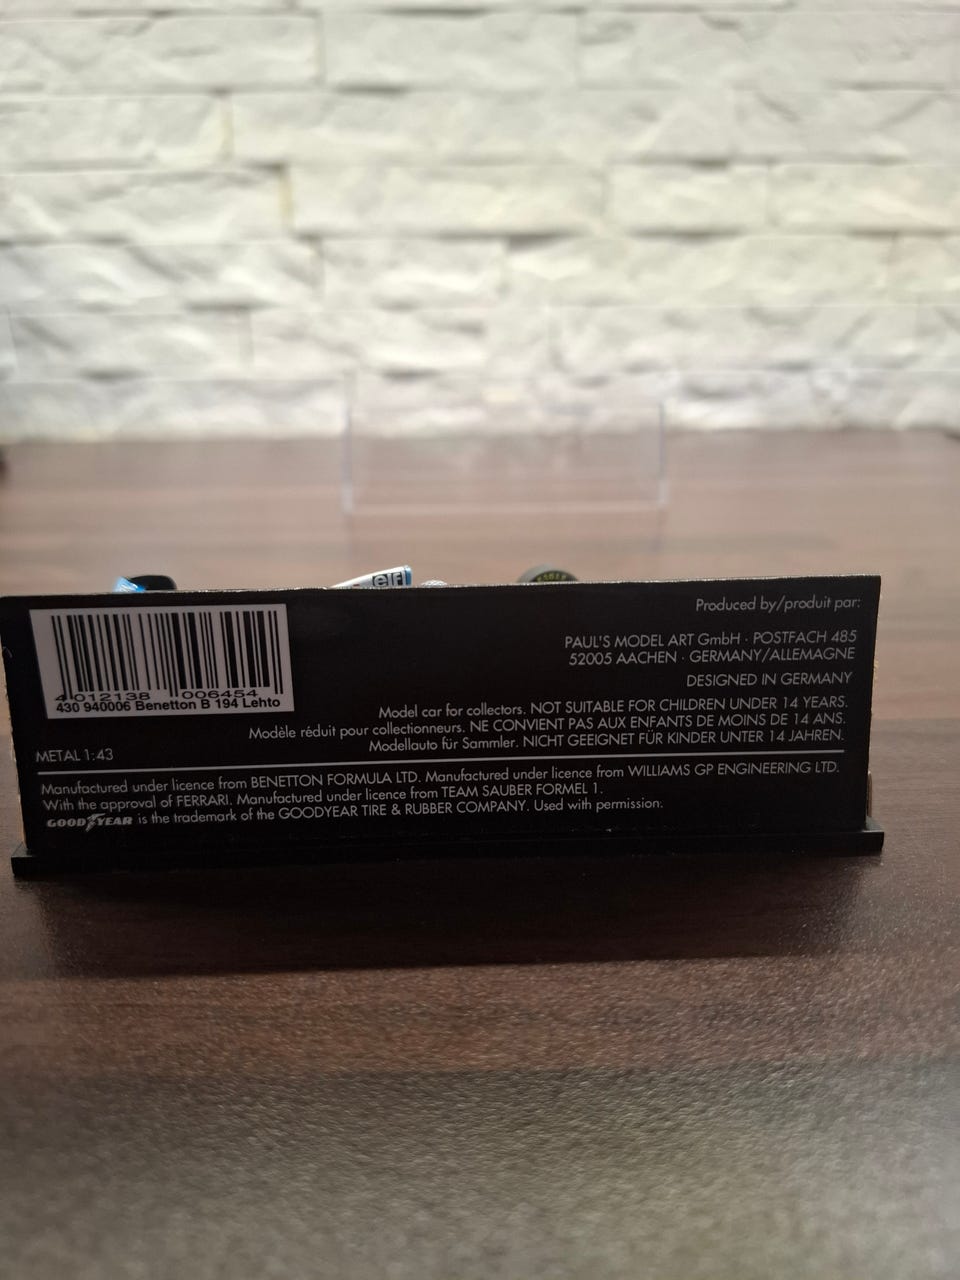 elf
4 012138 006454
430 940006 Benetton B 194 Lehto
METAL 1:43
Produced by/produit par:
PAUL'S MODEL ART GmbH · POSTFACH 485
52005 AACHEN · GERMANY/ALLEMAGNE
DESIGNED IN GERMANY
Model car for collectors. NOT SUITABLE FOR CHILDREN UNDER 14 YEARS.
Modèle réduit pour collectionneurs. NE CONVIENT PAS AUX ENFANTS DE MOINS DE 14 ANS.
Modellauto für Sammler. NICHT GEEIGNET FÜR KINDER UNTER 14 JAHREN.
Manufactured under licence from BENETTON FORMULA LTD. Manufactured under licence from WILLIAMS GP ENGINEERING LTD.
With the approval of FERRARI. Manufactured under licence from TEAM SAUBER FORMEL 1.
GOODYEAR is the trademark of the GOODYEAR TIRE & RUBBER COMPANY. Used with permission.